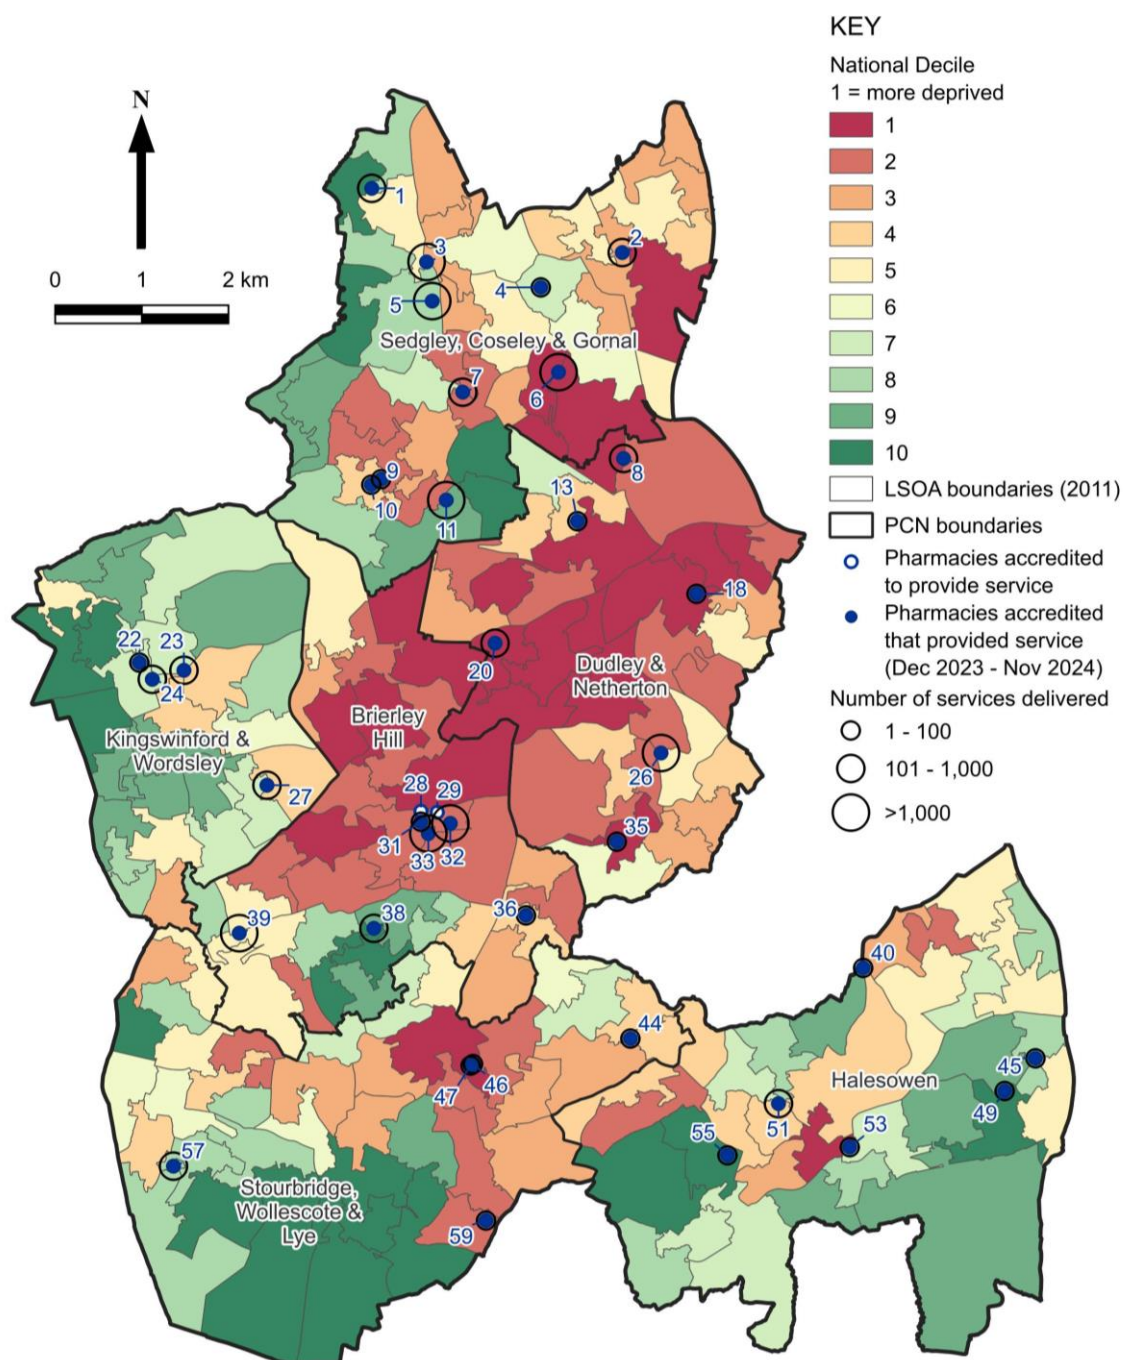 KEY
National Decile
1 = more deprived
1
2
3
4
5
6
7
8
9
10
LSOA boundaries (2011)
PCN boundaries
Pharmacies accredited
to provide service
Pharmacies accredited
that provided service
(Dec 2023 - Nov 2024)
Number of services delivered
1 - 100
101 - 1,000
>1,000
N
0 1 2 km
1
2
3
4
5
Sedgley, Coseley & Gornal
7
6
8
9
10
11
13
18
20
22
23
24
Dudley &
Netherton
Brierley
Hill
Kingswinford &
Wordsley
26
27
28
29
31
33
32
35
36
38
39
40
44
45
46
47
49
Halesowen
51
53
55
57
Stourbridge,
Wollescote &
Lye
59